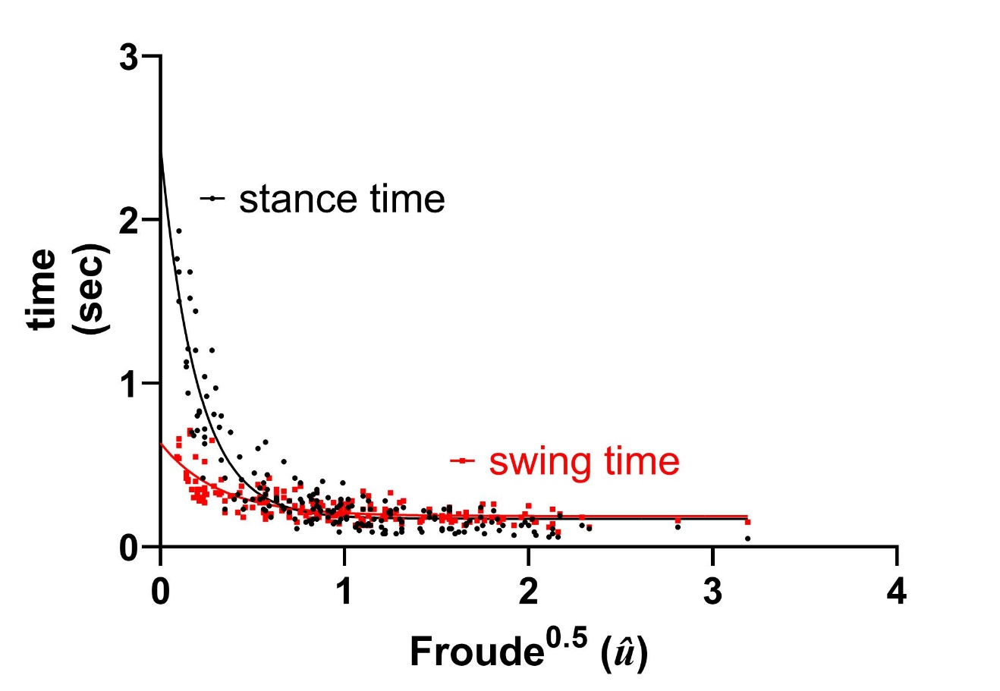 3
2
1
0
time
(sec)
stance time
swing time
0 1 2 3 4
Froude^0.5 (û)